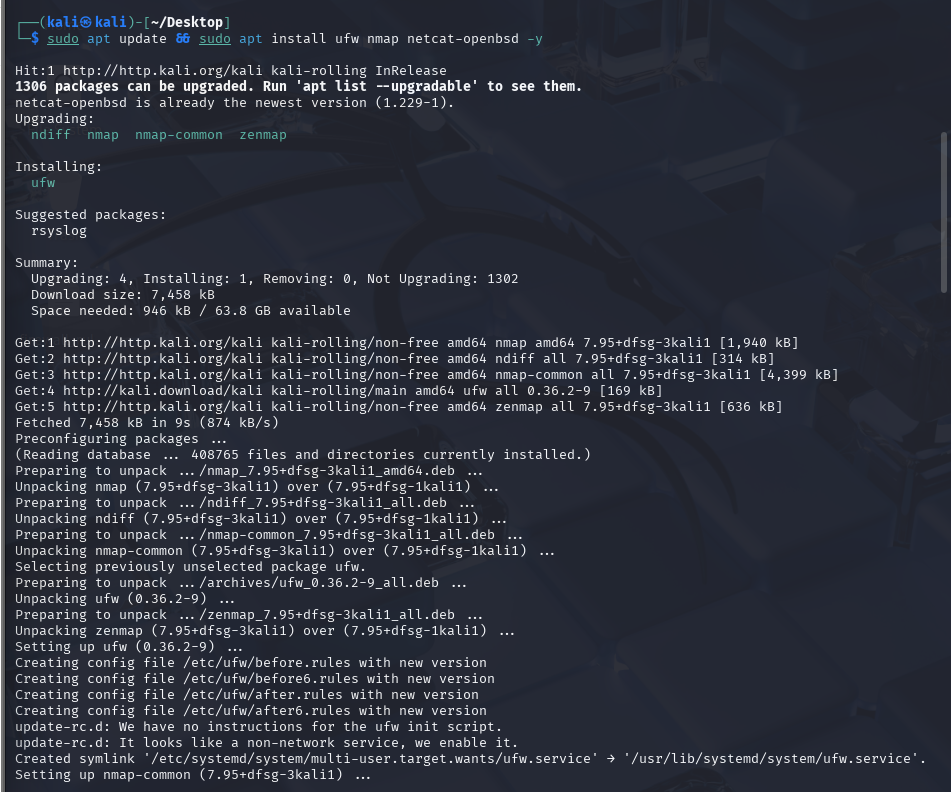 ┌──(kali㉿kali)-[~/Desktop]
└─$ sudo apt update && sudo apt install ufw nmap netcat-openbsd -y
Hit:1 http://http.kali.org/kali kali-rolling InRelease
1306 packages can be upgraded. Run 'apt list --upgradable' to see them.
netcat-openbsd is already the newest version (1.229-1).
Upgrading:
ndiff nmap nmap-common zenmap
Installing:
ufw
Suggested packages:
rsyslog
Summary:
Upgrading: 4, Installing: 1, Removing: 0, Not Upgrading: 1302
Download size: 7,458 kB
Space needed: 946 kB / 63.8 GB available
Get:1 http://http.kali.org/kali kali-rolling/non-free amd64 nmap amd64 7.95+dfsg-3kali1 [1,940 kB]
Get:2 http://http.kali.org/kali kali-rolling/non-free amd64 ndiff all 7.95+dfsg-3kali1 [314 kB]
Get:3 http://http.kali.org/kali kali-rolling/non-free amd64 nmap-common all 7.95+dfsg-3kali1 [4,399 kB]
Get:4 http://kali.download/kali kali-rolling/main amd64 ufw all 0.36.2-9 [169 kB]
Get:5 http://http.kali.org/kali kali-rolling/non-free amd64 zenmap all 7.95+dfsg-3kali1 [636 kB]
Fetched 7,458 kB in 9s (874 kB/s)
Preconfiguring packages ...
(Reading database ... 408765 files and directories currently installed.)
Preparing to unpack .../nmap_7.95+dfsg-3kali1_amd64.deb ...
Unpacking nmap (7.95+dfsg-3kali1) over (7.95+dfsg-1kali1) ...
Preparing to unpack .../ndiff_7.95+dfsg-3kali1_all.deb ...
Unpacking ndiff (7.95+dfsg-3kali1) over (7.95+dfsg-1kali1) ...
Preparing to unpack .../nmap-common_7.95+dfsg-3kali1_all.deb ...
Unpacking nmap-common (7.95+dfsg-3kali1) over (7.95+dfsg-1kali1) ...
Selecting previously unselected package ufw.
Preparing to unpack .../archives/ufw_0.36.2-9_all.deb ...
Unpacking ufw (0.36.2-9) ...
Preparing to unpack .../zenmap_7.95+dfsg-3kali1_all.deb ...
Unpacking zenmap (7.95+dfsg-3kali1) over (7.95+dfsg-1kali1) ...
Setting up ufw (0.36.2-9) ...
Creating config file /etc/ufw/before.rules with new version
Creating config file /etc/ufw/before6.rules with new version
Creating config file /etc/ufw/after.rules with new version
Creating config file /etc/ufw/after6.rules with new version
update-rc.d: We have no instructions for the ufw init script.
update-rc.d: It looks like a non-network service, we enable it.
Created symlink '/etc/systemd/system/multi-user.target.wants/ufw.service' → '/usr/lib/systemd/system/ufw.service'.
Setting up nmap-common (7.95+dfsg-3kali1) ...